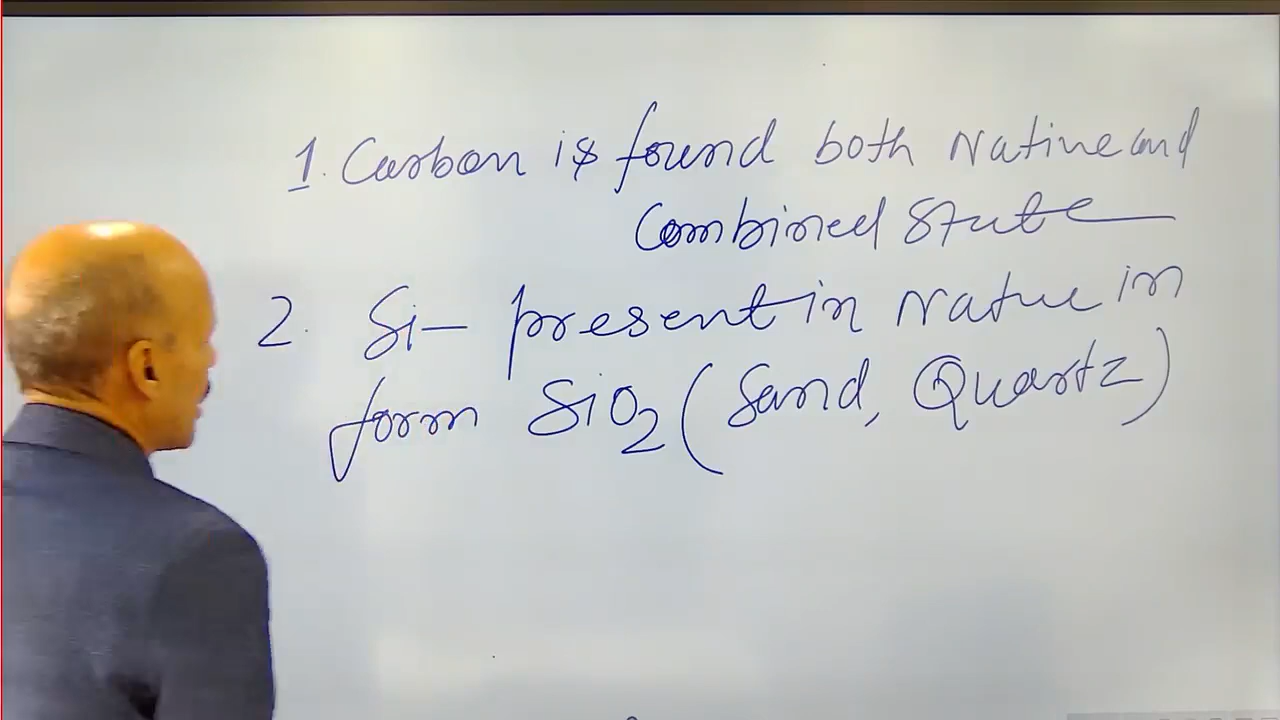 1. Carbon is found both Native and
Combined State
2. Si- present in Nature in
form SiO₂ (Sand, Quartz)